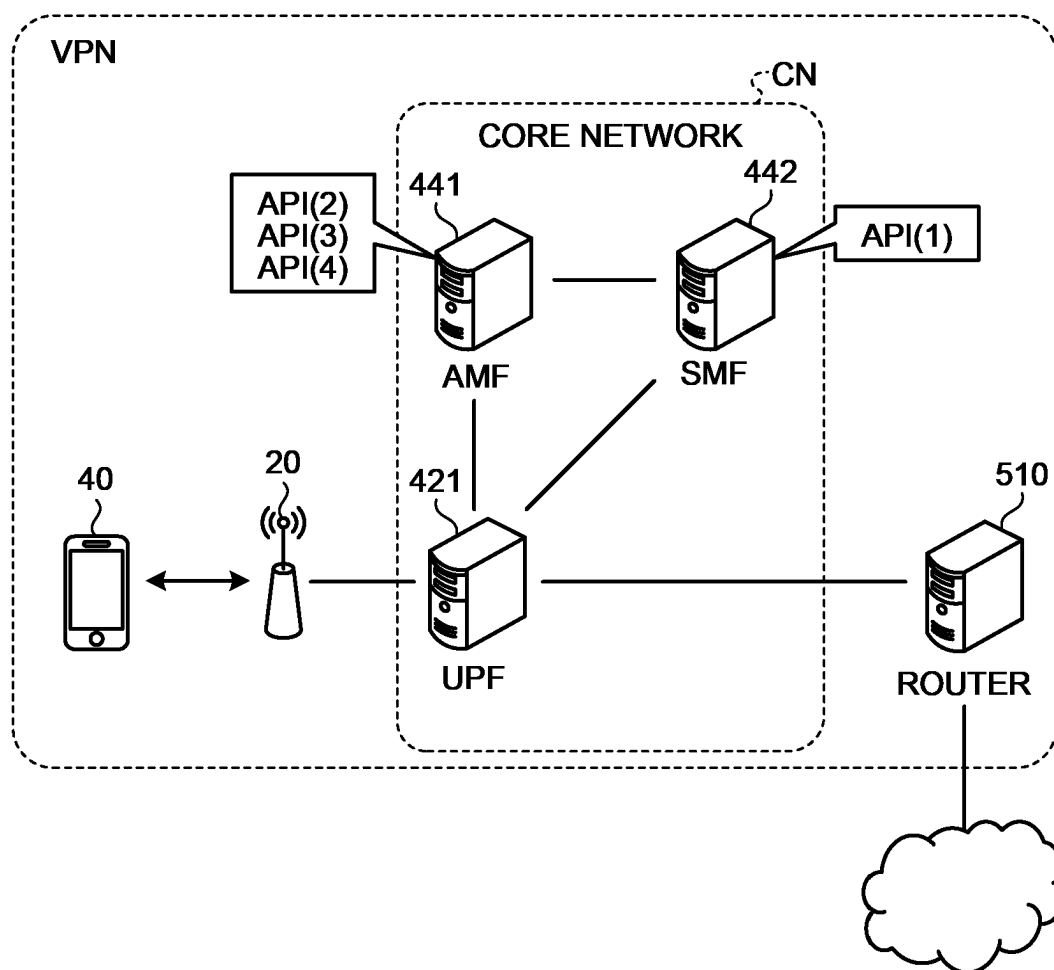 VPN
CN
CORE NETWORK
441
442
API(2)
API(3)
API(4)
API(1)
AMF
SMF
40
20
421
510
UPF
ROUTER